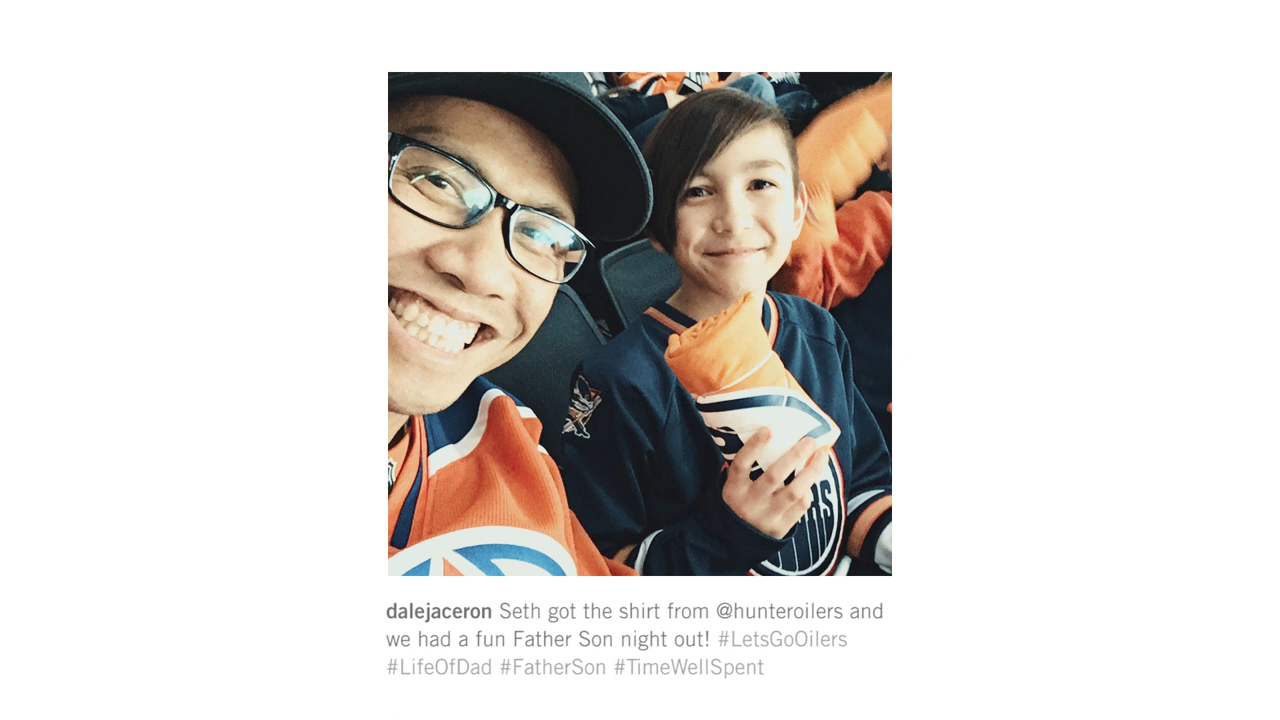 RS
dalejaceron Seth got the shirt from @hunteroilers and
we had a fun Father Son night out! #LetsGoOilers
#LifeOfDad #FatherSon #TimeWellSpent